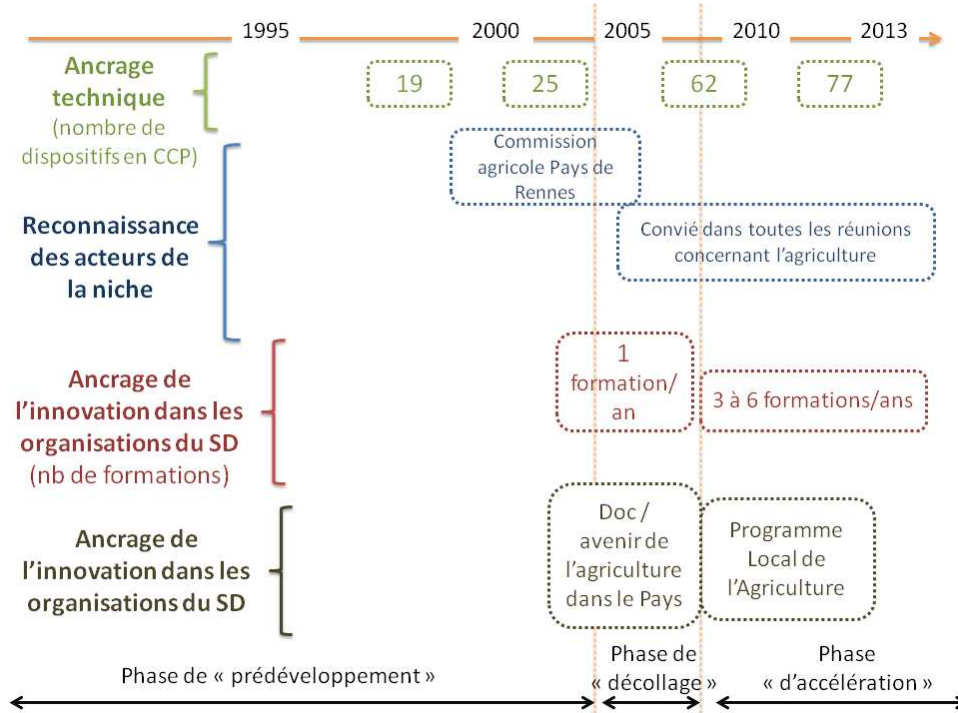 1995 2000 2005 2010 2013
Ancrage
technique
(nombre de
dispositifs en CCP)
19 25 62 77
Reconnaissance
des acteurs de
la niche
Commission
agricole Pays de
Rennes
Convié dans toutes les réunions
concernant l'agriculture
Ancrage de
l'innovation dans les
organisations du SD
(nb de formations)
1
formation/
an
3 à 6 formations/ans
Ancrage de
l'innovation dans les
organisations du SD
Doc /
avenir de
l'agriculture
dans le Pays
Programme
Local de
l'Agriculture
Phase de « prédéveloppement »
Phase de
« décollage »
Phase
« d'accélération »